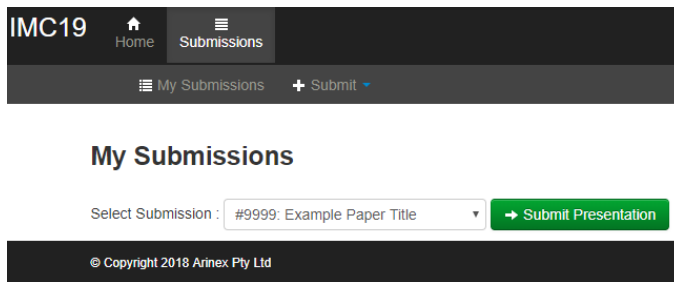 IMC19 Home Submissions
My Submissions Submit
My Submissions
Select Submission : #9999: Example Paper Title Submit Presentation
© Copyright 2018 Arinex Pty Ltd